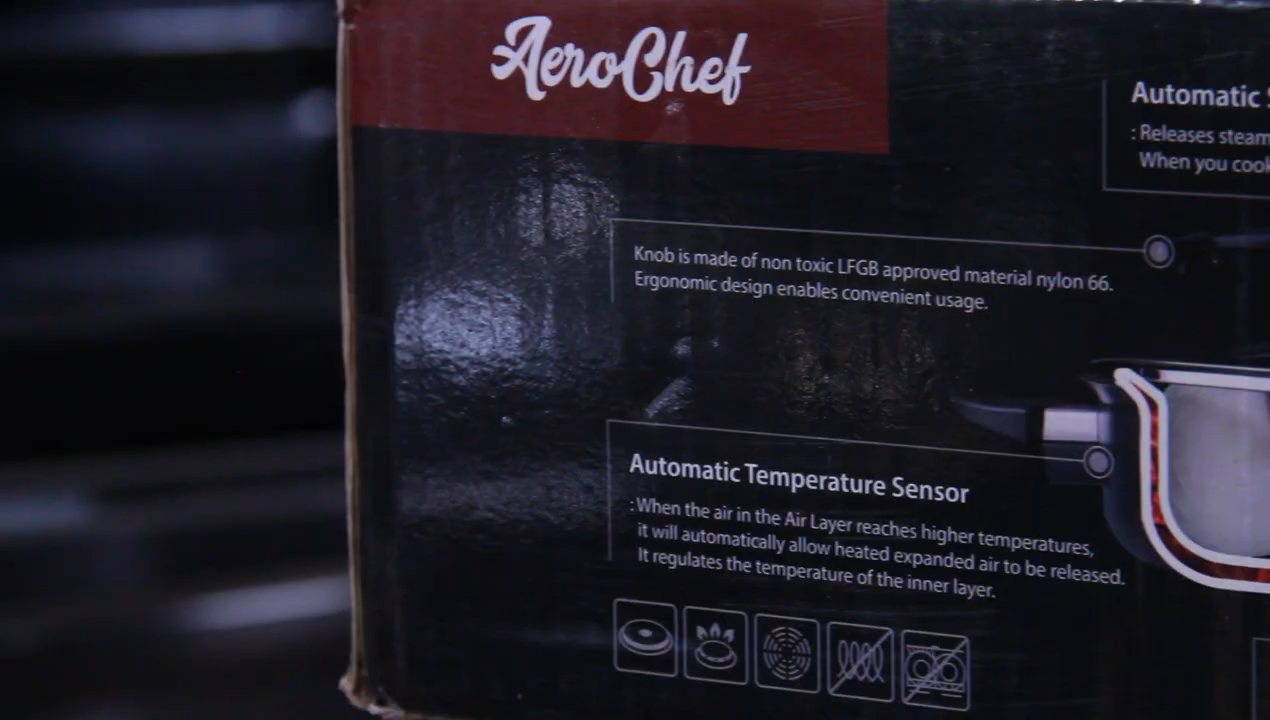 AeroChef
Automatic
: Releases steam
When you cook
Knob is made of non toxic LFGB approved material nylon 66.
Ergonomic design enables convenient usage.
Automatic Temperature Sensor
: When the air in the Air Layer reaches higher temperatures,
it will automatically allow heated expanded air to be released.
It regulates the temperature of the inner layer.